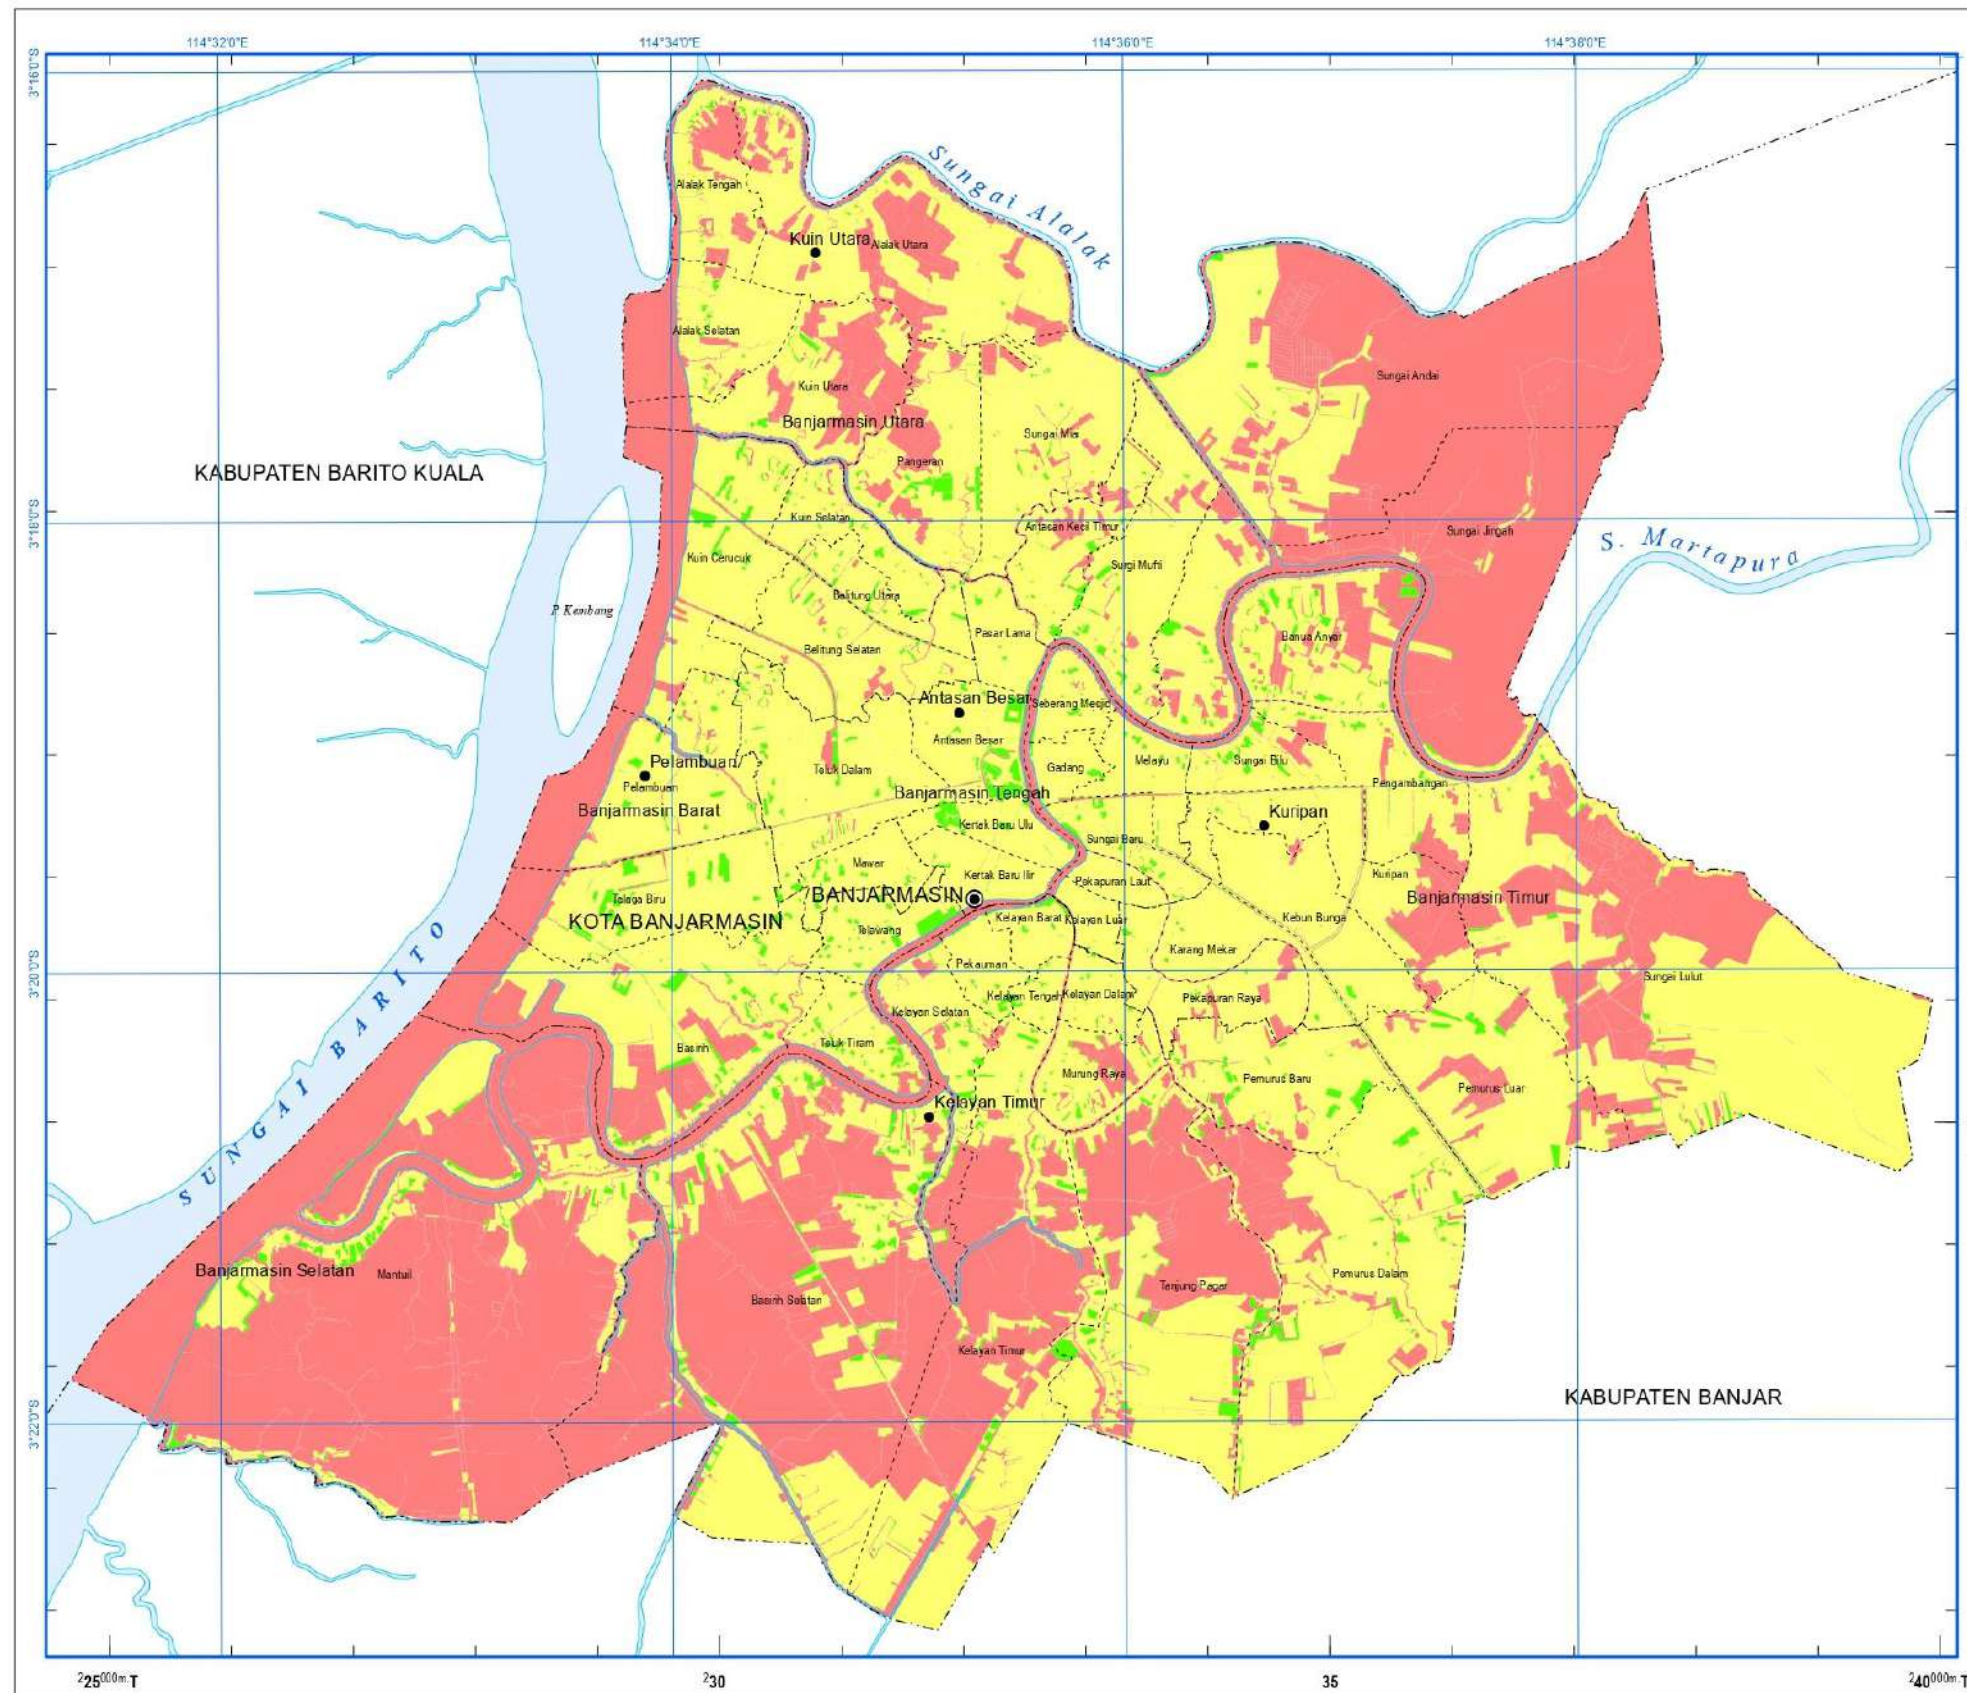 114°32'0"E
114°34'0"E
114°36'0"E
114°38'0"E
3°16'0"S
3°18'0"S
3°20'0"S
3°22'0"S
Sungai Alalak
Alalak Tengah
Kuin Utara
Alalak Utara
Alalak Selatan
Kuin Utara
Sungai Andai
Banjarmasin Utara
Sungai Miai
Pangeran
KABUPATEN BARITO KUALA
Kuin Selatan
Antasan Kecil Timur
Sungai Jingah
S. Martapura
Kuin Cerucuk
Surgi Mufti
Belitung Utara
P Kembang
Pasar Lama
Banua Anyar
Belitung Selatan
Antasan Besar
Seberang Mesjid
Antasan Besar
Pelambuan
Teluk Dalam
Gadang
Melayu
Sungai Bilu
Pelambuan
Banjarmasin Tengah
Pengambangan
Banjarmasin Barat
Kertak Baru Ulu
Kuripan
Sungai Baru
Mawar
Kertak Baru Ilir
Pekapuran Laut
Kuripan
BANJARMASIN
Telaga Biru
Banjarmasin Timur
KOTA BANJARMASIN
Kelayan Barat
Kelayan Luar
Kebun Bunga
Telawang
Karang Mekar
Pekauman
Sungai Lulut
Kelayan Tengah
Kelayan Dalam
Pekapuran Raya
Kelayan Selatan
SUNGAI BARITO
Basirih
Teluk Tiram
Murung Raya
Pemurus Baru
Pemurus Luar
Kelayan Timur
Banjarmasin Selatan
Mantuil
Basirih Selatan
Tanjung Pagar
Pemurus Dalam
Kelayan Timur
KABUPATEN BANJAR
225000m.T
230
35
240000m.T